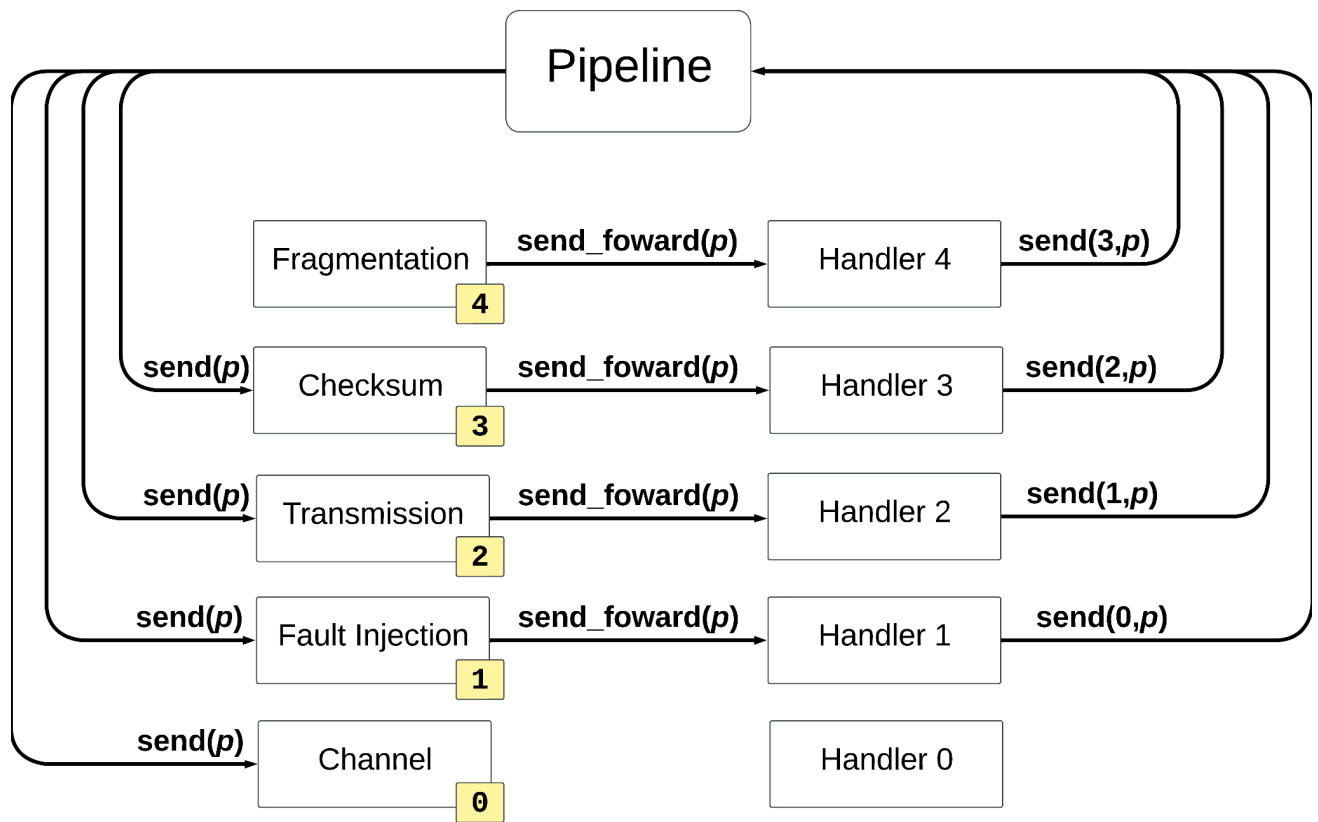 Pipeline
Fragmentation
4
send_foward(p)
Handler 4
send(3,p)
send(p)
Checksum
3
send_foward(p)
Handler 3
send(2,p)
send(p)
Transmission
2
send_foward(p)
Handler 2
send(1,p)
send(p)
Fault Injection
1
send_foward(p)
Handler 1
send(0,p)
send(p)
Channel
0
Handler 0